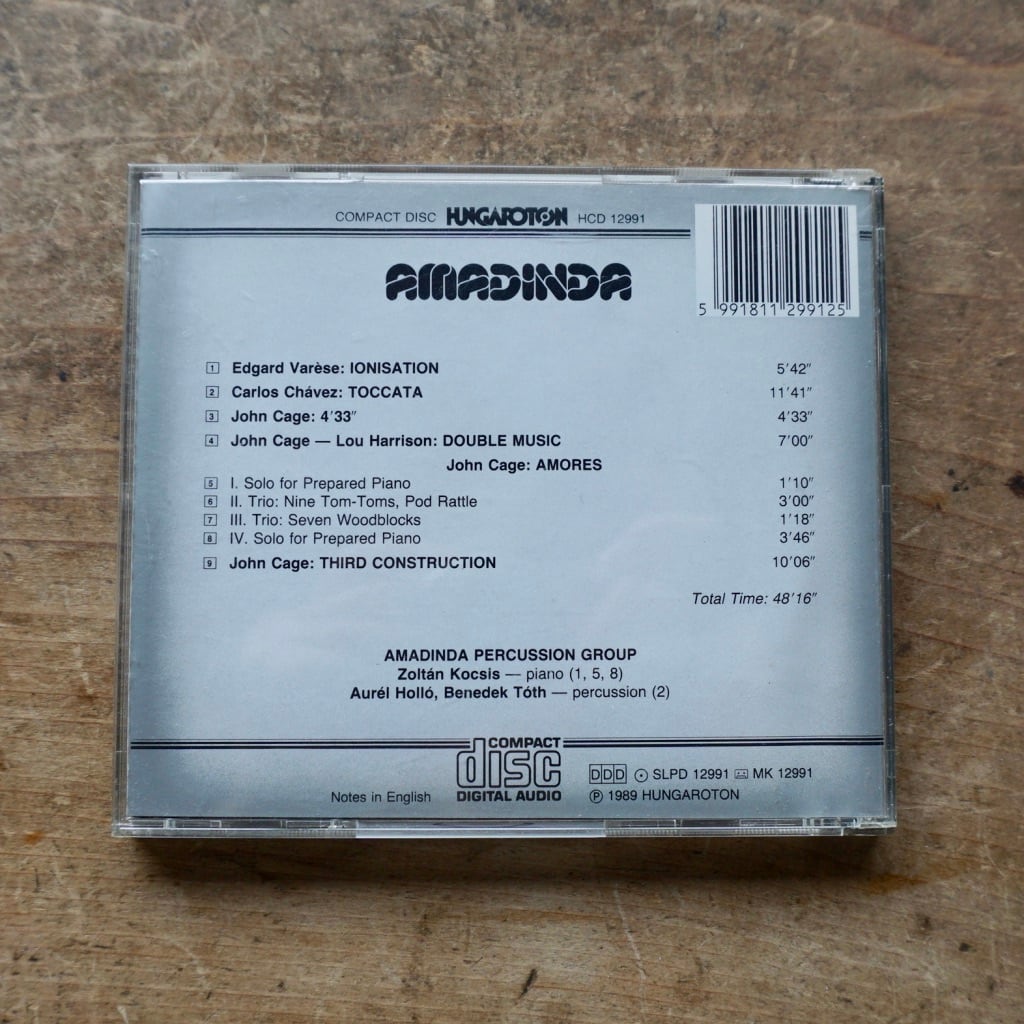 COMPACT DISC HUNGAROTON HCD 12991
AMADINDA
5 991811 299125
1 Edgard Varèse: IONISATION 5'42"
2 Carlos Chávez: TOCCATA 11'41"
3 John Cage: 4'33" 4'33"
4 John Cage — Lou Harrison: DOUBLE MUSIC 7'00"
John Cage: AMORES
5 I. Solo for Prepared Piano 1'10"
6 II. Trio: Nine Tom-Toms, Pod Rattle 3'00"
7 III. Trio: Seven Woodblocks 1'18"
8 IV. Solo for Prepared Piano 3'46"
9 John Cage: THIRD CONSTRUCTION 10'06"
Total Time: 48'16"
AMADINDA PERCUSSION GROUP
Zoltán Kocsis — piano (1, 5, 8)
Aurél Holló, Benedek Tóth — percussion (2)
COMPACT
disc
DIGITAL AUDIO
Notes in English
DDD SLPD 12991 MK 12991
℗ 1989 HUNGAROTON